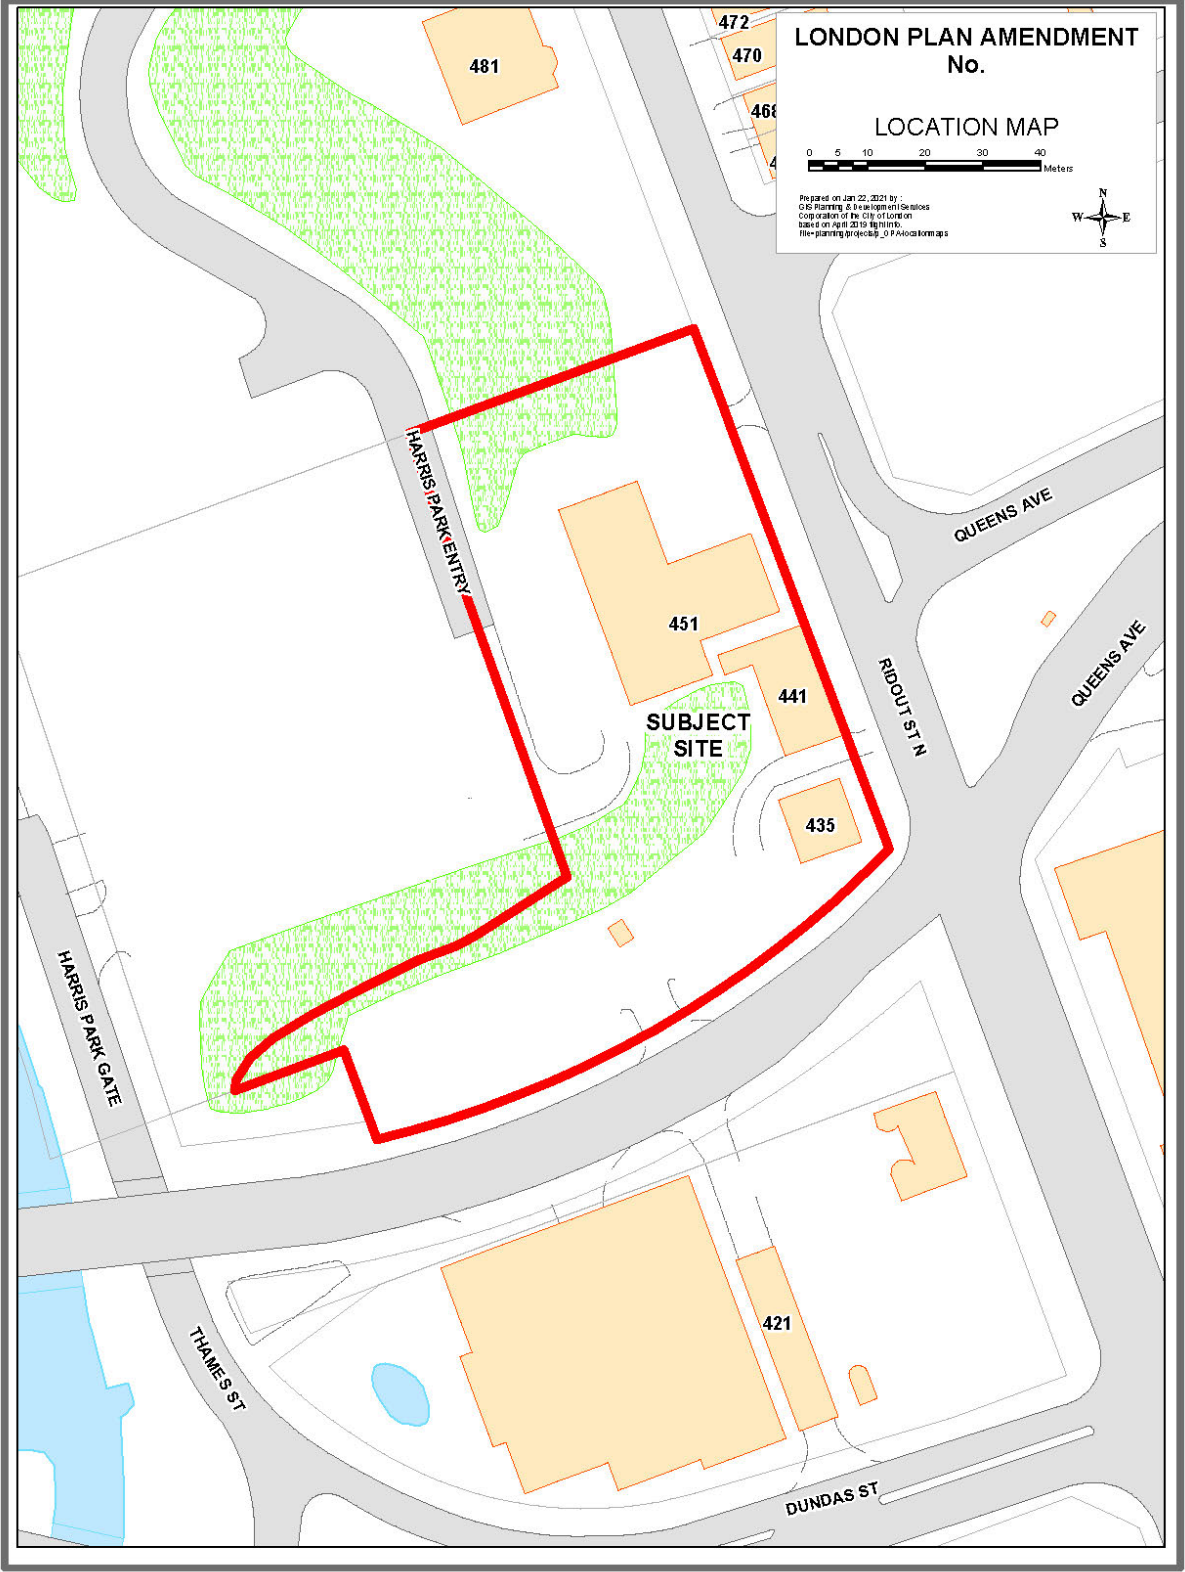 472
LONDON PLAN AMENDMENT
No.
481
470
468
LOCATION MAP
0 5 10 20 30 40
Meters
Prepared on Jan 22, 2021 by :
GIS Planning & Development Services
Corporation of the City of London
based on April 2019 flight info.
N
W E
S
HARRIS PARK ENTRY
QUEENS AVE
451
QUEENS AVE
441
RIDOUT ST N
SUBJECT
SITE
435
HARRIS PARK GATE
421
THAMES ST
DUNDAS ST